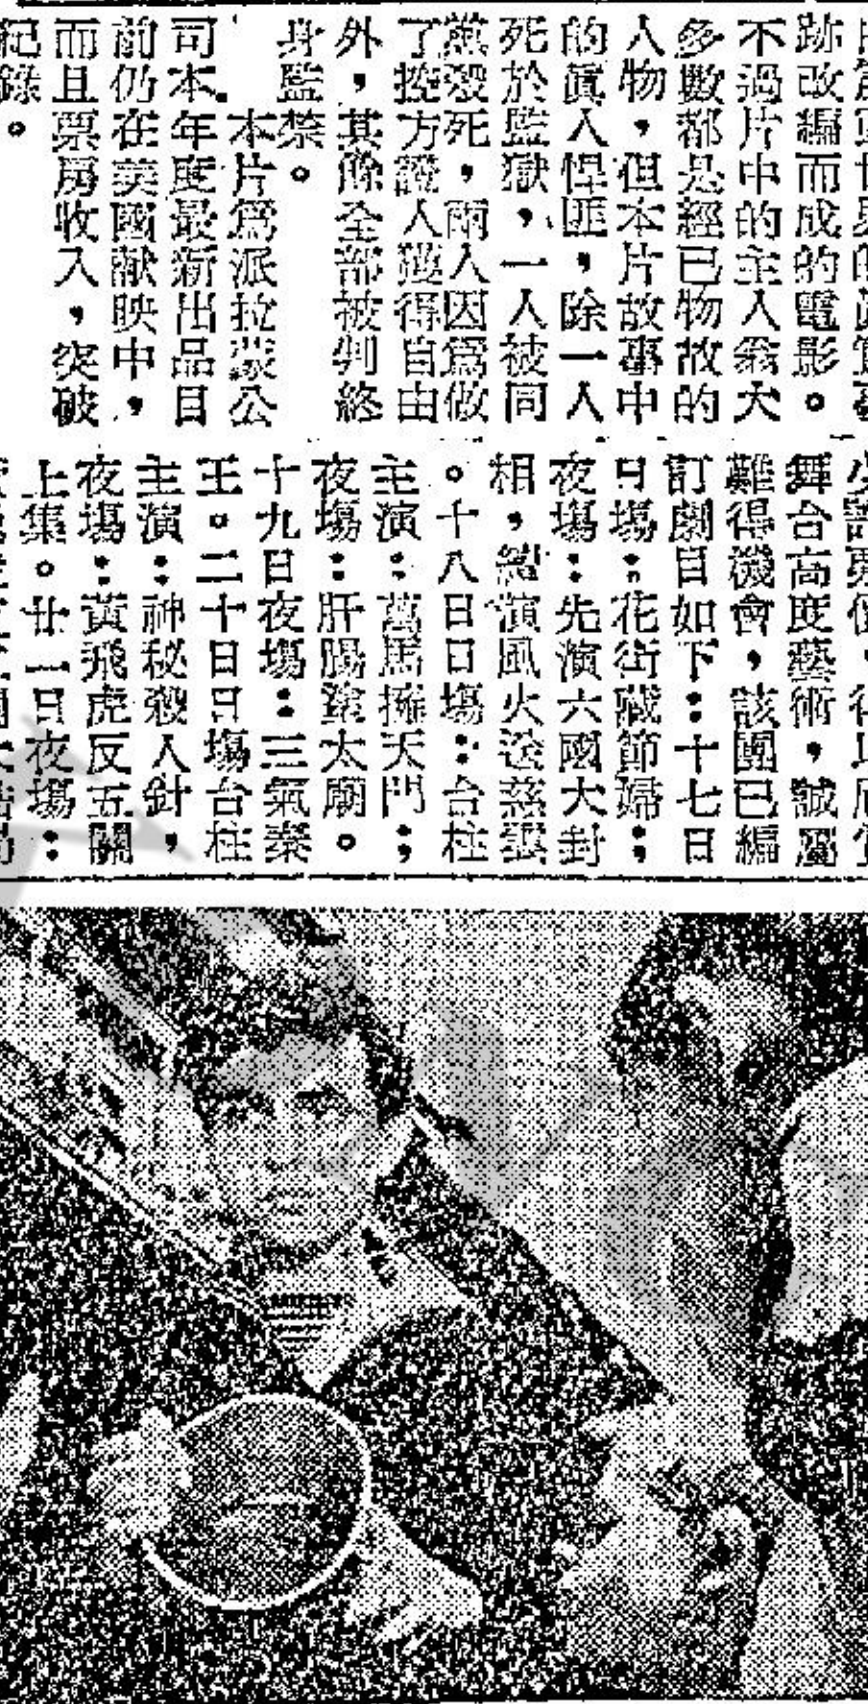 跡改編而成的電影。
不過片中的主人翁大
多數都是經已物故的
人物，但本片故事中
的眞人悍匪，除一人
死於監獄，一人被同
黨殺死，兩人因爲做
了控方證人獲得自由
外，其餘全部被判終
身監禁。
本片爲派拉蒙公
司本年度最新出品目
前仍在美國献映中，
而且票房收入，突破
紀錄。
舞台高度藝術，誠屬
難得機會，該團已編
訂劇目如下：十七日
日塲：花街藏節婦；
夜塲：先演六國大封
相，續演風火送慈雲
。十八日日塲：台柱
主演：萬馬摧天門；
夜塲：肝腸塗太廟。
十九日夜塲：三氣秦
王。二十日日塲台柱
主演：神秘殺人針，
夜塲：黃飛虎反五關
上集。廿一日夜塲：